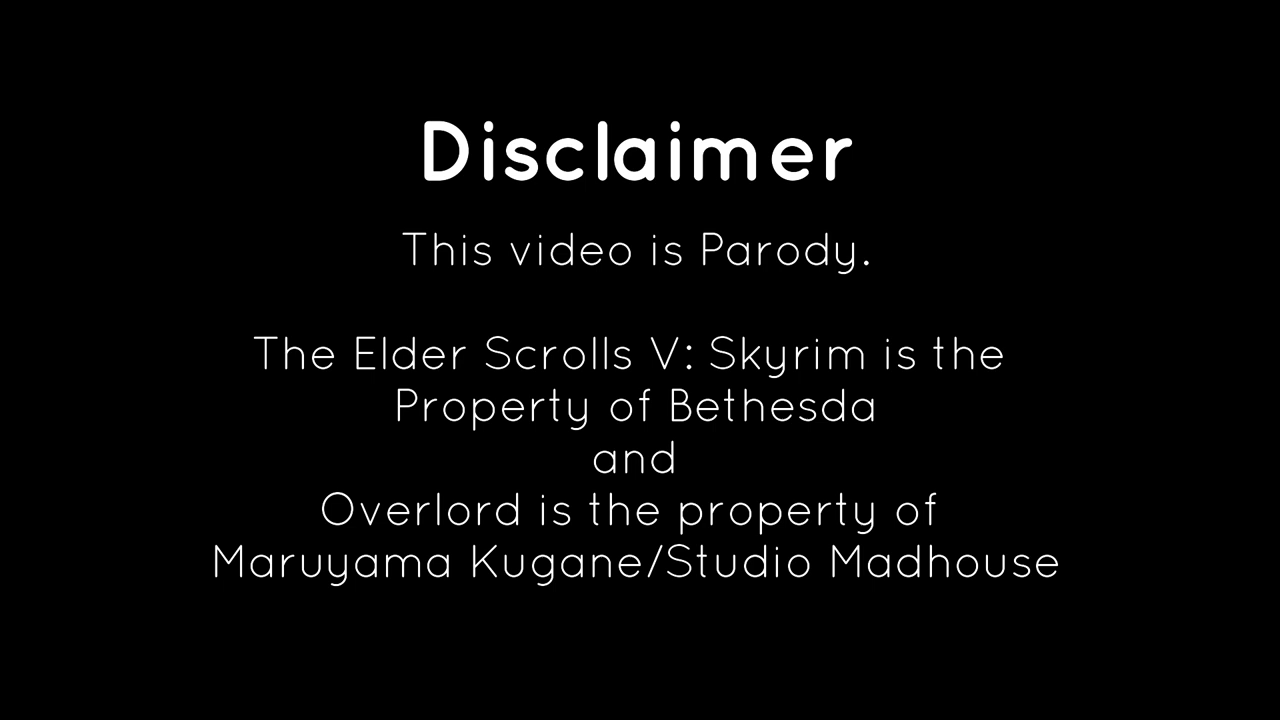 Disclaimer
This video is Parody.
The Elder Scrolls V: Skyrim is the
Property of Bethesda
and
Overlord is the property of
Maruyama Kugane/Studio Madhouse